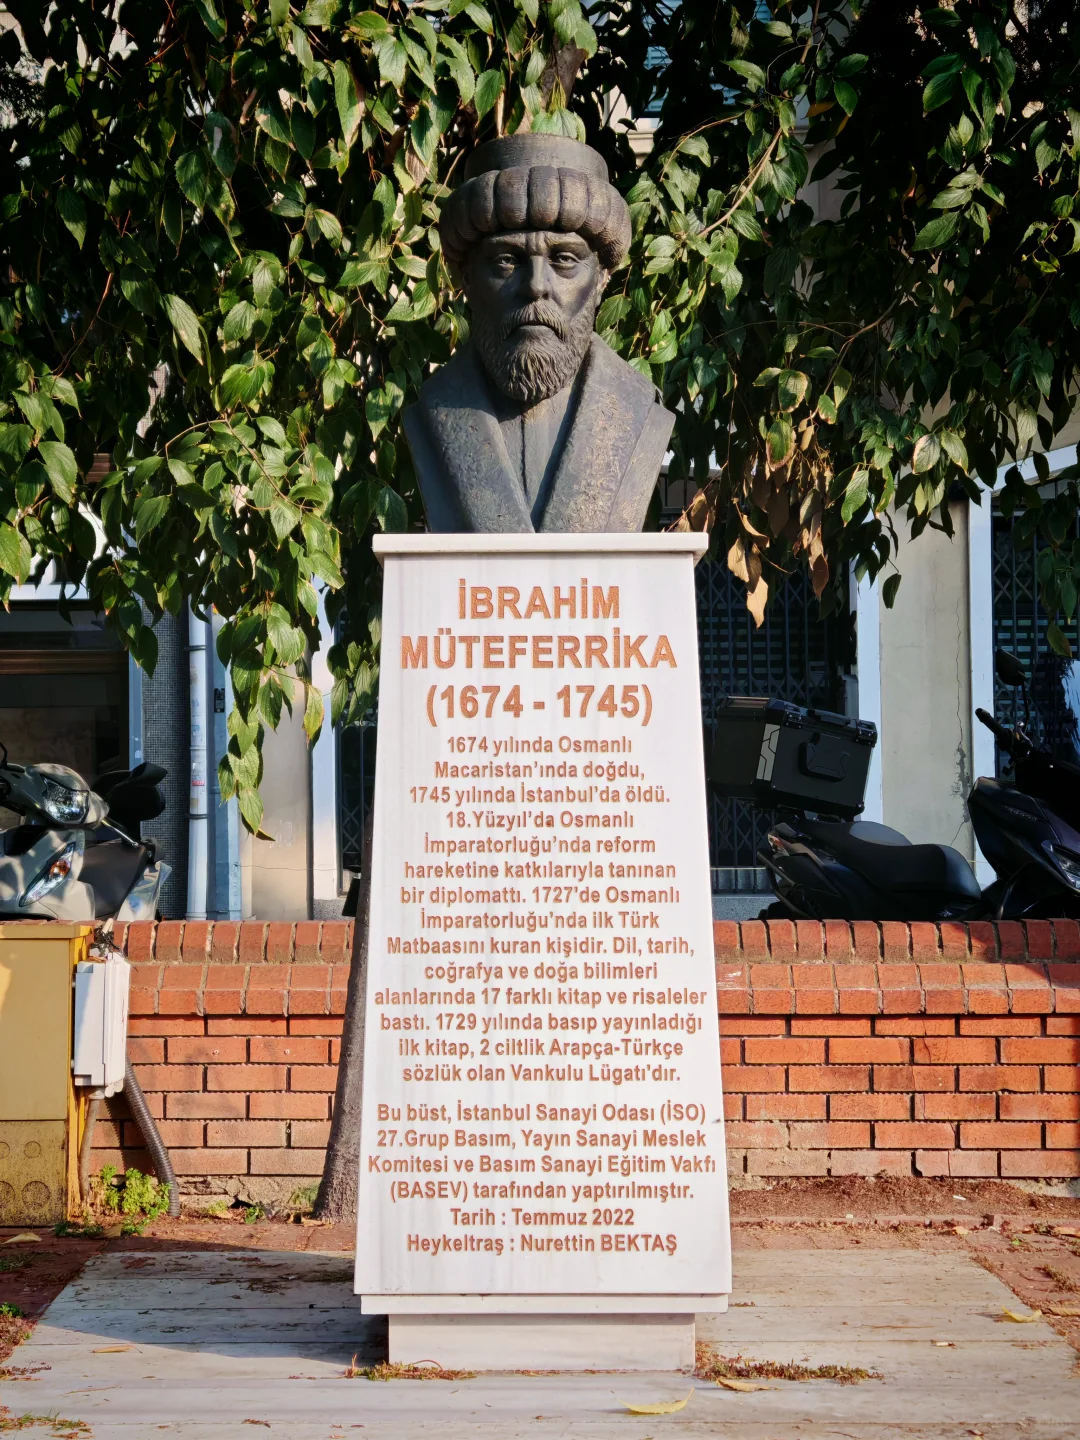 İBRAHİM
MÜTEFERRİKA
(1674 - 1745)
1674 yılında Osmanlı
Macaristan'ında doğdu,
1745 yılında İstanbul'da öldü.
18.Yüzyıl'da Osmanlı
İmparatorluğu'nda reform
hareketine katkılarıyla tanınan
bir diplomattı. 1727'de Osmanlı
İmparatorluğu'nda ilk Türk
Matbaasını kuran kişidir. Dil, tarih,
coğrafya ve doğa bilimleri
alanlarında 17 farklı kitap ve risaleler
bastı. 1729 yılında basıp yayınladığı
ilk kitap, 2 ciltlik Arapça-Türkçe
sözlük olan Vankulu Lügatı'dır.
Bu büst, İstanbul Sanayi Odası (İSO)
27.Grup Basım, Yayın Sanayi Meslek
Komitesi ve Basım Sanayi Eğitim Vakfı
(BASEV) tarafından yaptırılmıştır.
Tarih : Temmuz 2022
Heykeltraş : Nurettin BEKTAŞ